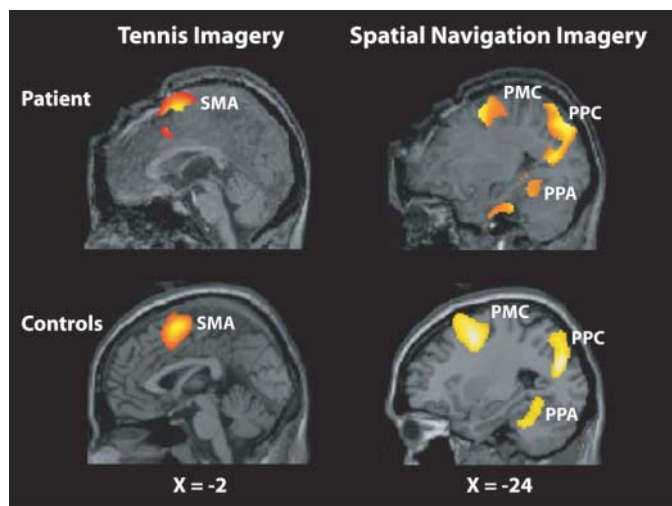 Tennis Imagery Spatial Navigation Imagery
Patient
SMA
PMC
PPC
PPA
Controls
SMA
PMC
PPC
PPA
X = -2 X = -24